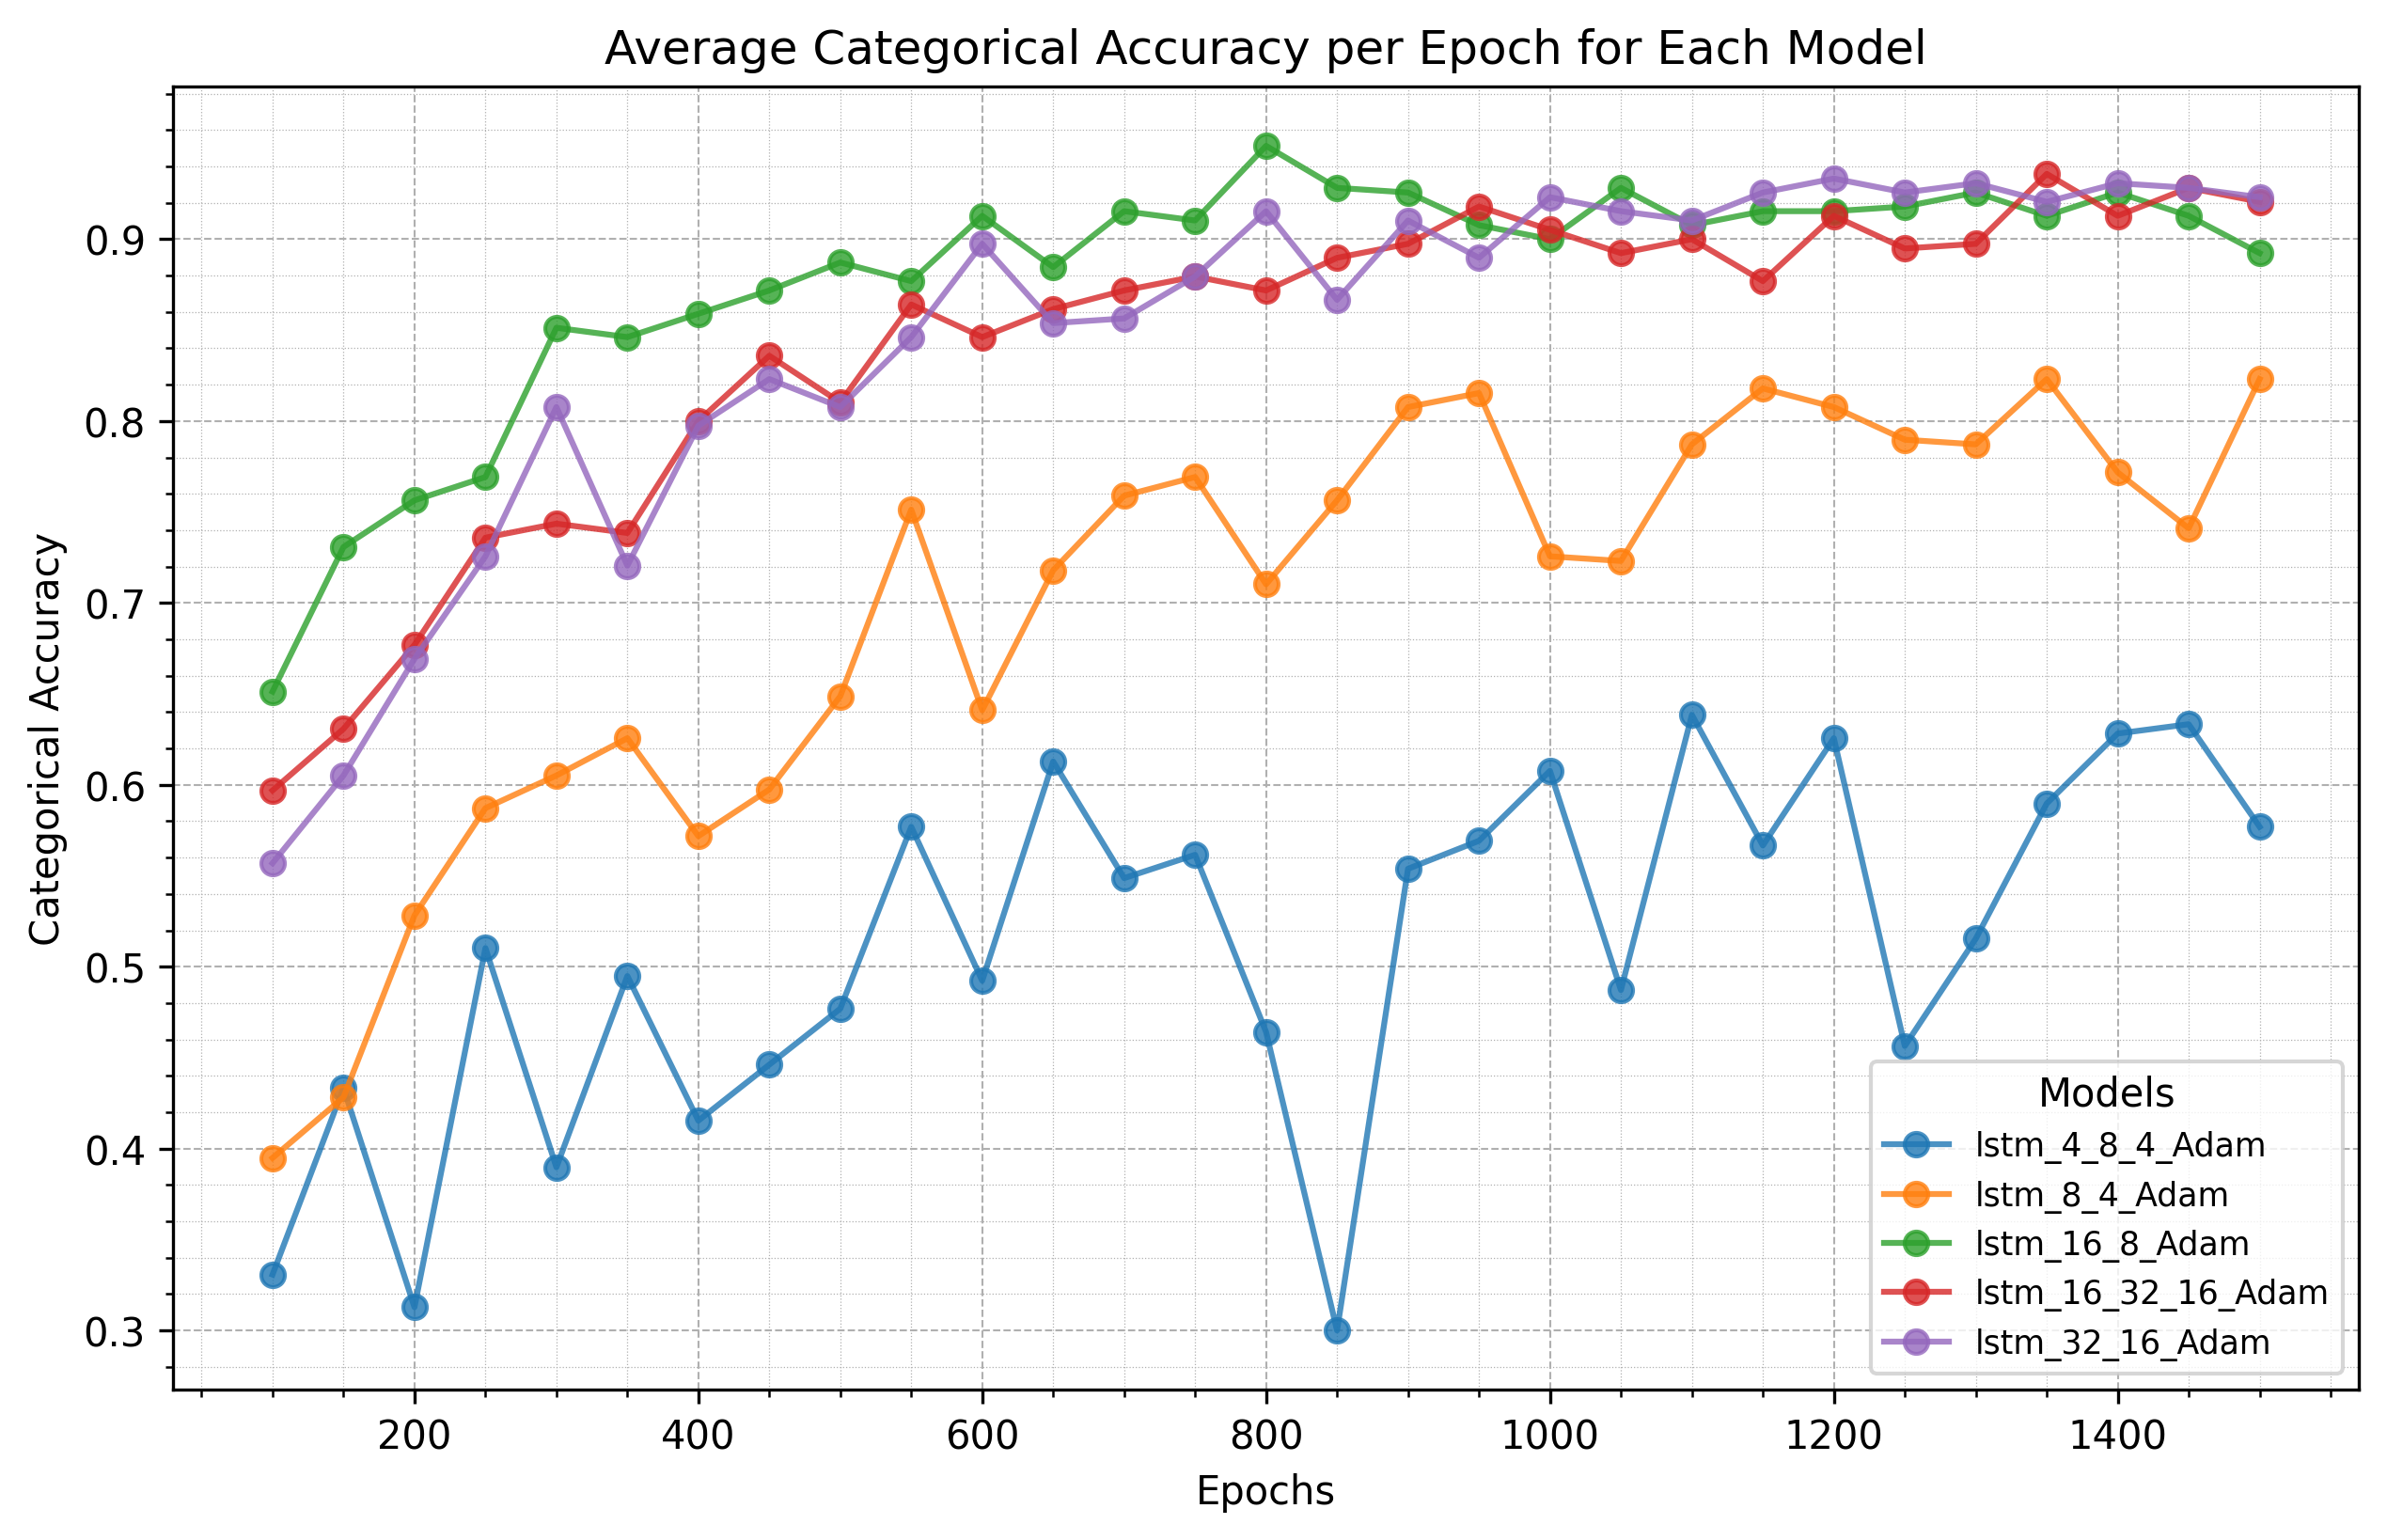 Average Categorical Accuracy per Epoch for Each Model
Categorical Accuracy
0.9
0.8
0.7
0.6
0.5
0.4
0.3
200 400 600 800 1000 1200 1400
Epochs
Models
lstm_4_8_4_Adam
lstm_8_4_Adam
lstm_16_8_Adam
lstm_16_32_16_Adam
lstm_32_16_Adam